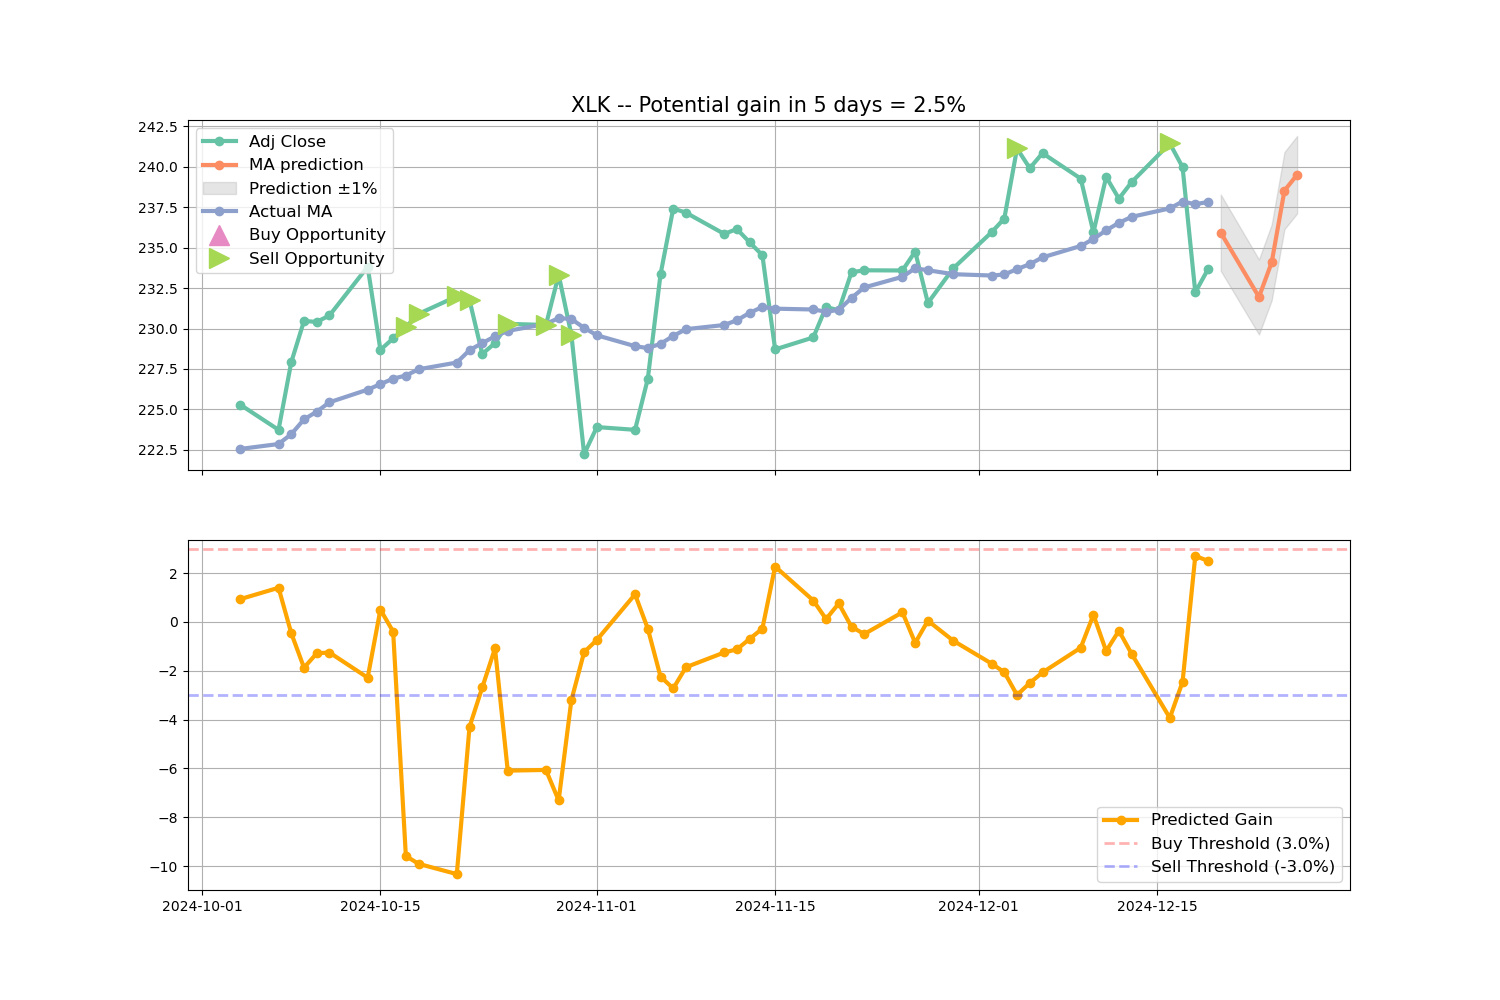 XLK -- Potential gain in 5 days = 2.5%
242.5
240.0
237.5
235.0
232.5
230.0
227.5
225.0
222.5
Adj Close
MA prediction
Prediction ±1%
Actual MA
Buy Opportunity
Sell Opportunity
2
0
−2
−4
−6
−8
−10
Predicted Gain
Buy Threshold (3.0%)
Sell Threshold (-3.0%)
2024-10-01
2024-10-15
2024-11-01
2024-11-15
2024-12-01
2024-12-15